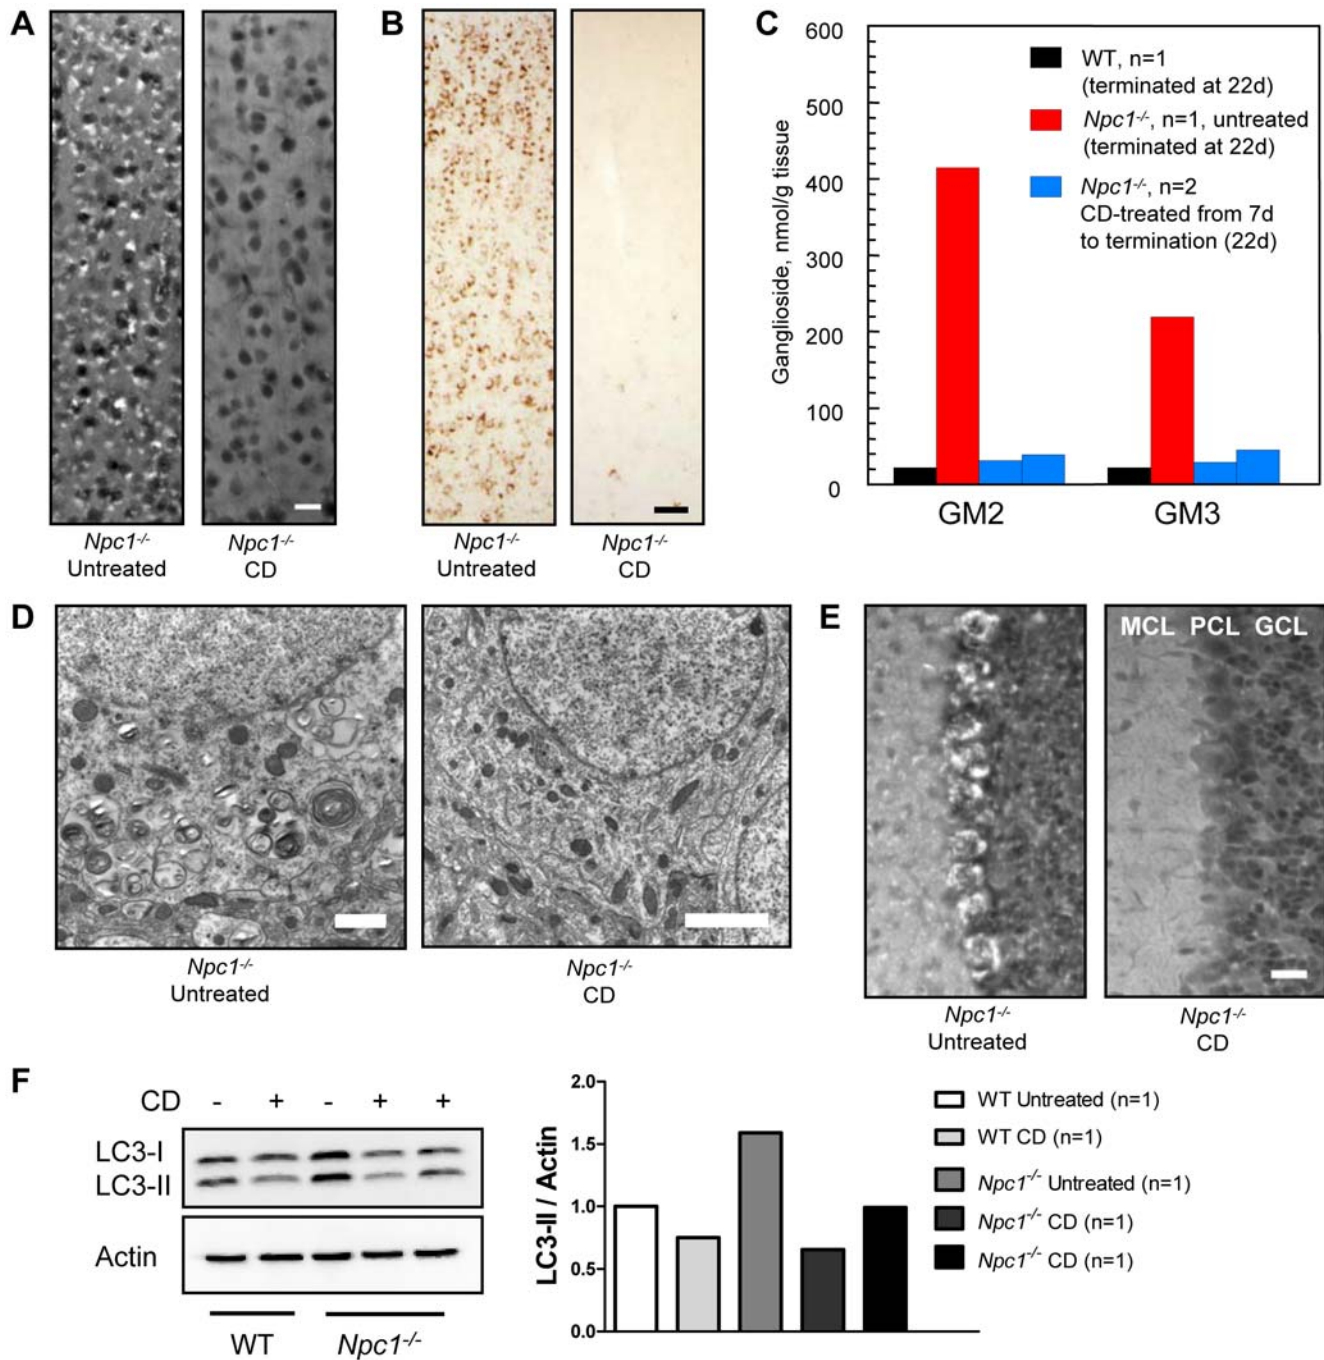 A
Npc1-/-
Untreated
Npc1-/-
CD
B
Npc1-/-
Untreated
Npc1-/-
CD
C
Ganglioside, nmol/g tissue
600
500
400
300
200
100
0
GM2
GM3
WT, n=1
(terminated at 22d)
Npc1-/-, n=1, untreated
(terminated at 22d)
Npc1-/-, n=2
CD-treated from 7d
to termination (22d)
D
Npc1-/-
Untreated
Npc1-/-
CD
E
MCL PCL GCL
Npc1-/-
Untreated
Npc1-/-
CD
F
CD - + - + +
LC3-I
LC3-II
Actin
WT
Npc1-/-
LC3-II / Actin
2.0
1.5
1.0
0.5
0.0
WT Untreated (n=1)
WT CD (n=1)
Npc1-/- Untreated (n=1)
Npc1-/- CD (n=1)
Npc1-/- CD (n=1)